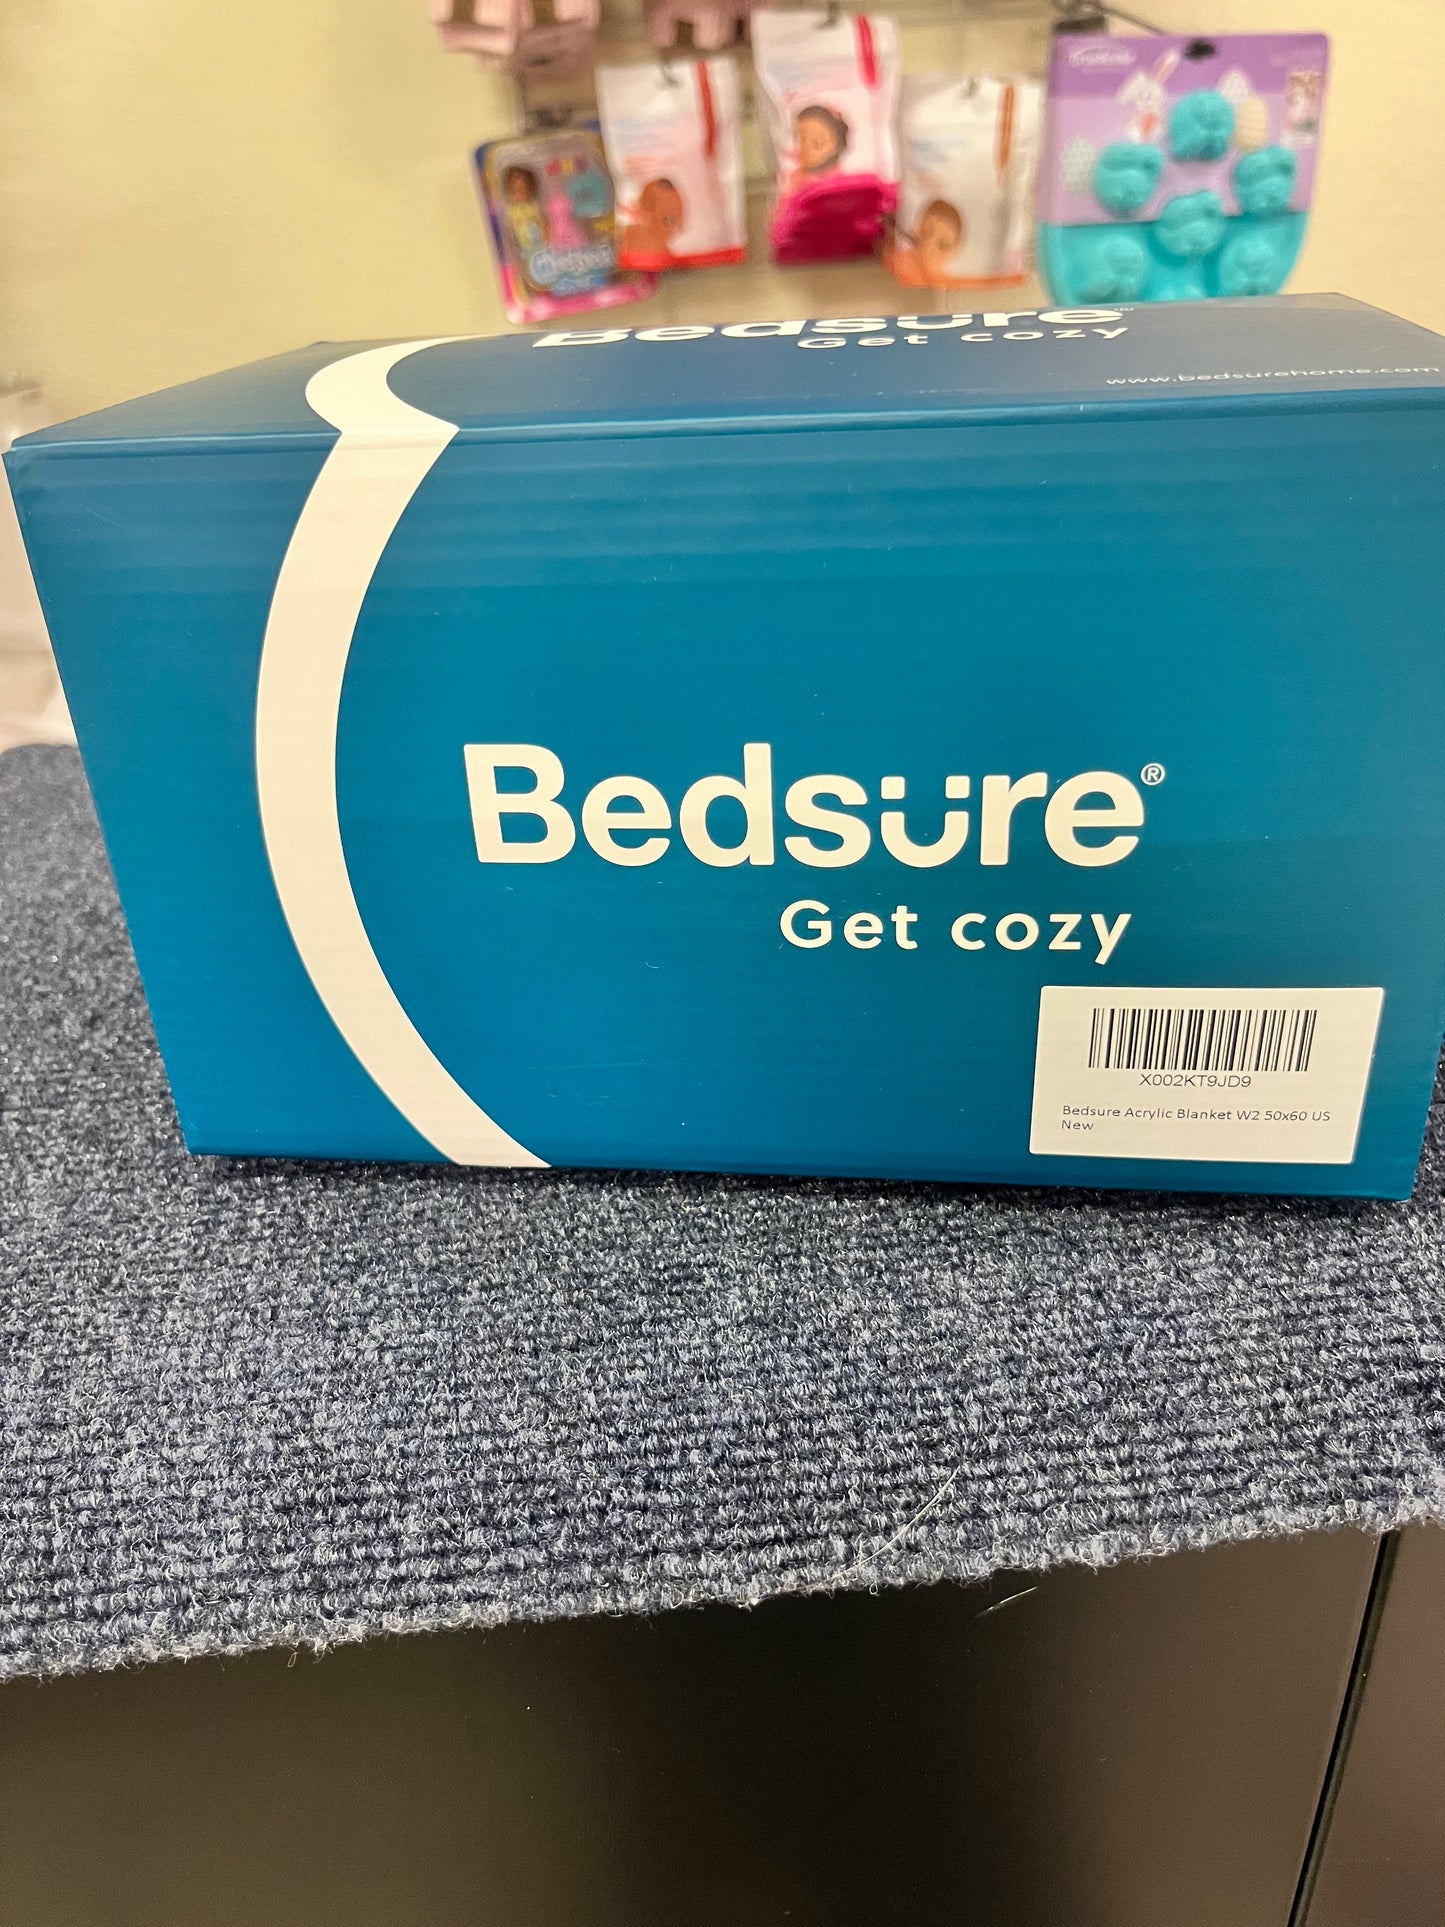 Bedsure
Get cozy
www.bedsurehome.com
Bedsure®
Get cozy
X002KT9JD9
Bedsure Acrylic Blanket W2 50x60 US
New